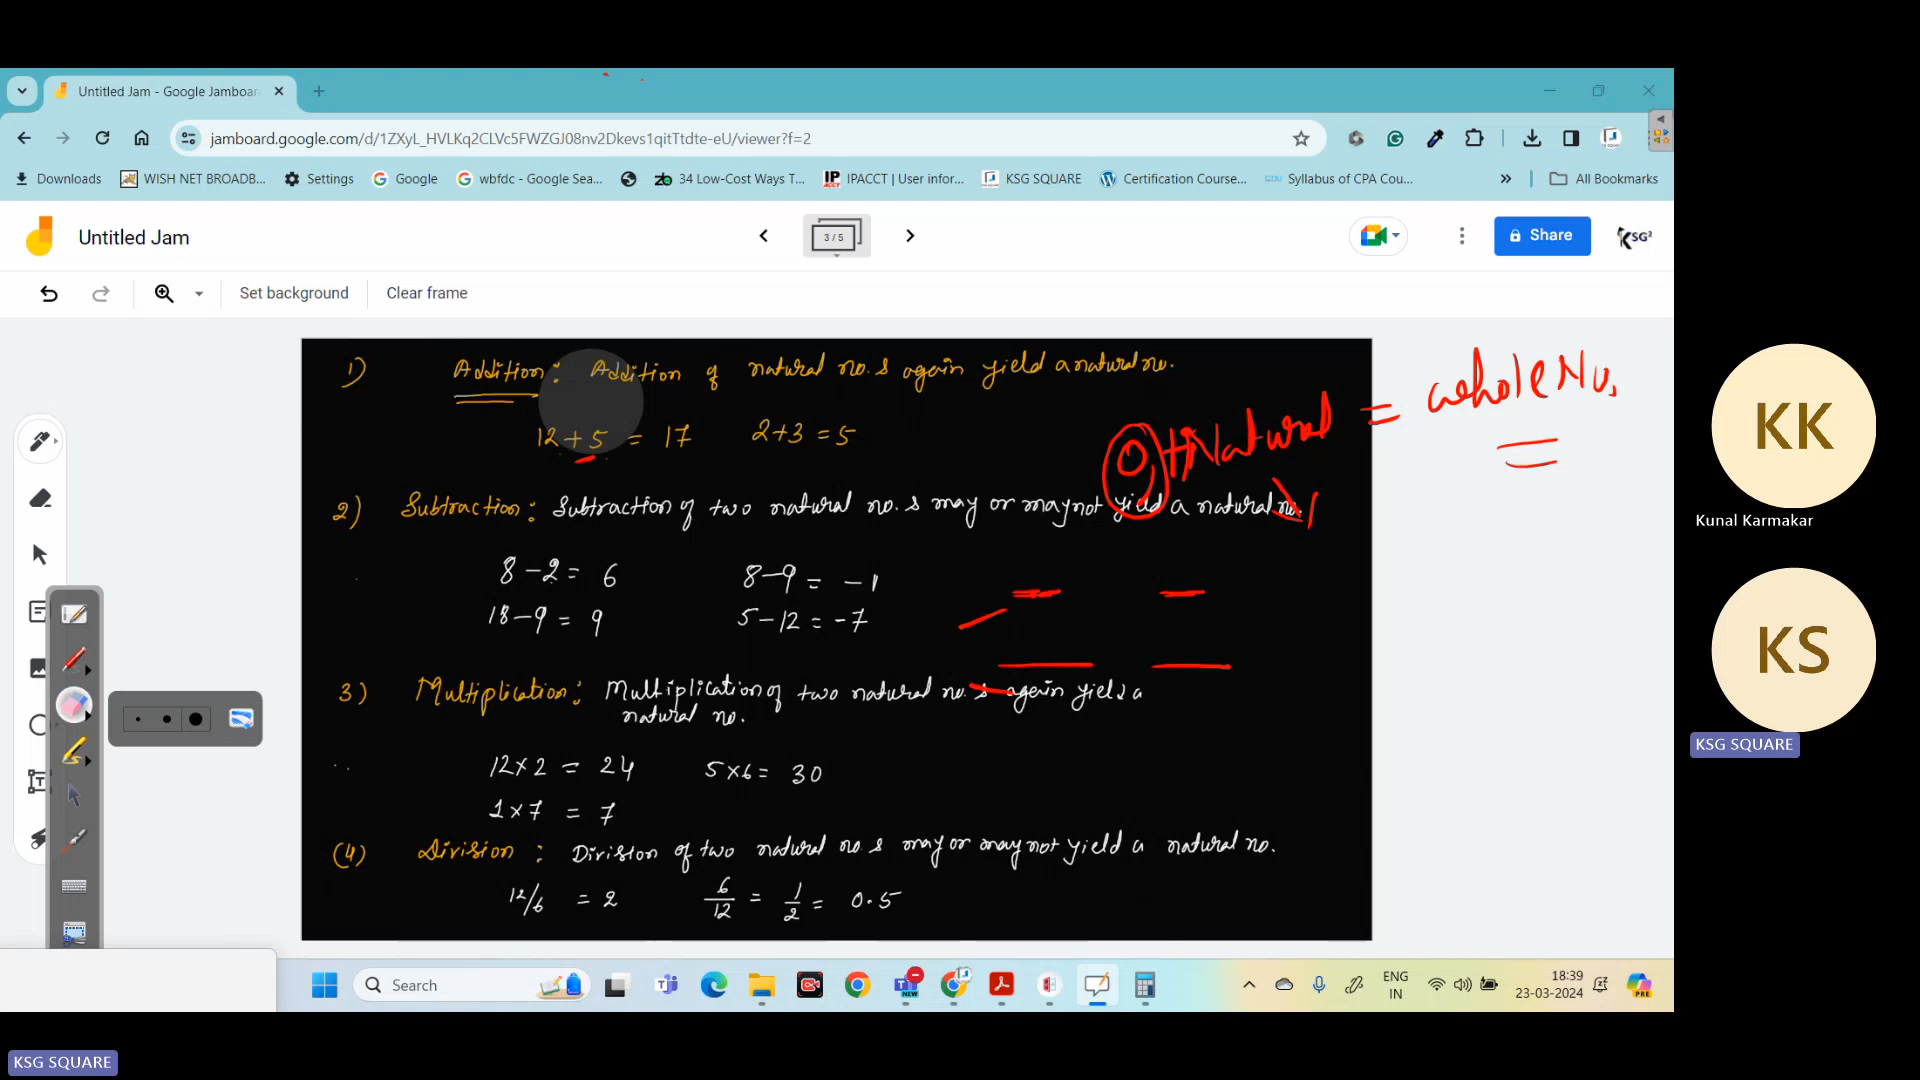 Untitled Jam - Google Jamboar
jamboard.google.com/d/1ZXyL_HVLKq2CLVc5FWZGJ08nv2Dkevs1qitTtdte-eU/viewer?f=2
Downloads WISH NET BROADB... Settings Google wbfdc - Google Sea... 34 Low-Cost Ways T... IPACCT | User infor... KSG SQUARE Certification Course... Syllabus of CPA Cou... » All Bookmarks
Untitled Jam 3 / 5 Share KSG²
Set background Clear frame
1) Addition: Addition of natural no.s again yield a natural no.
12 + 5 = 17 2+3 = 5
0, + Natural = whole No.
2) Subtraction: Subtraction of two natural no.s may or may not yield a natural no.
8 - 2 = 6 8-9 = -1
18-9 = 9 5-12 = -7
3) Multiplication: Multiplication of two natural no.s again yield a
natural no.
12×2 = 24 5×6 = 30
1×7 = 7
(4) Division: Division of two natural no.s may or may not yield a natural no.
12/6 = 2 6/12 = 1/2 = 0.5
KK
Kunal Karmakar
KS
KSG SQUARE
Search ENG IN 18:39 23-03-2024
KSG SQUARE